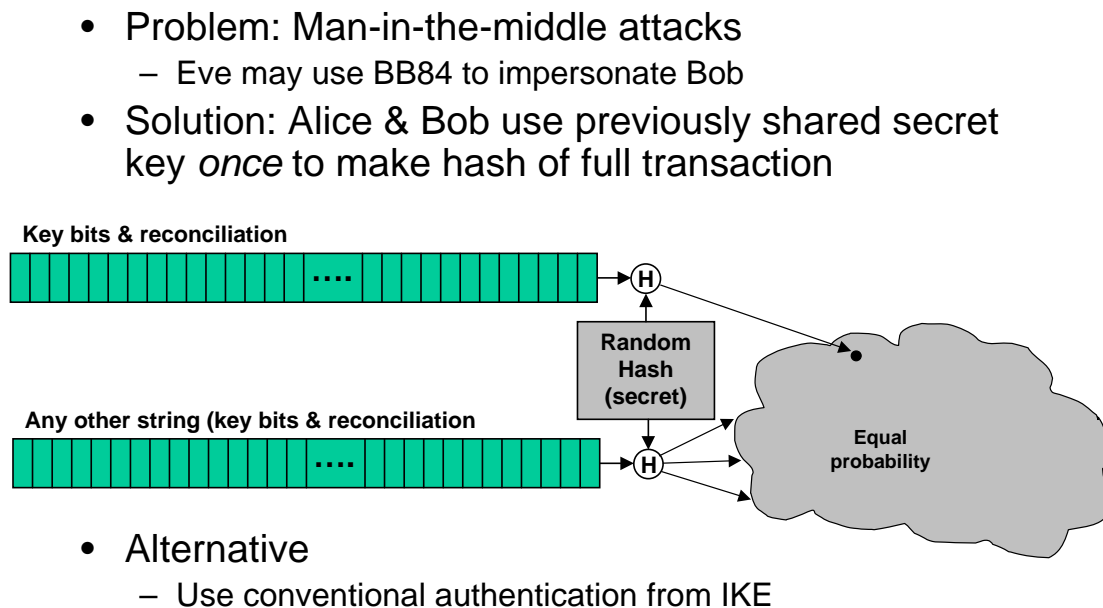 • Problem: Man-in-the-middle attacks
– Eve may use BB84 to impersonate Bob
• Solution: Alice & Bob use previously shared secret
key once to make hash of full transaction
Key bits & reconciliation
....
H
Random
Hash
(secret)
Any other string (key bits & reconciliation
....
H
Equal
probability
• Alternative
– Use conventional authentication from IKE